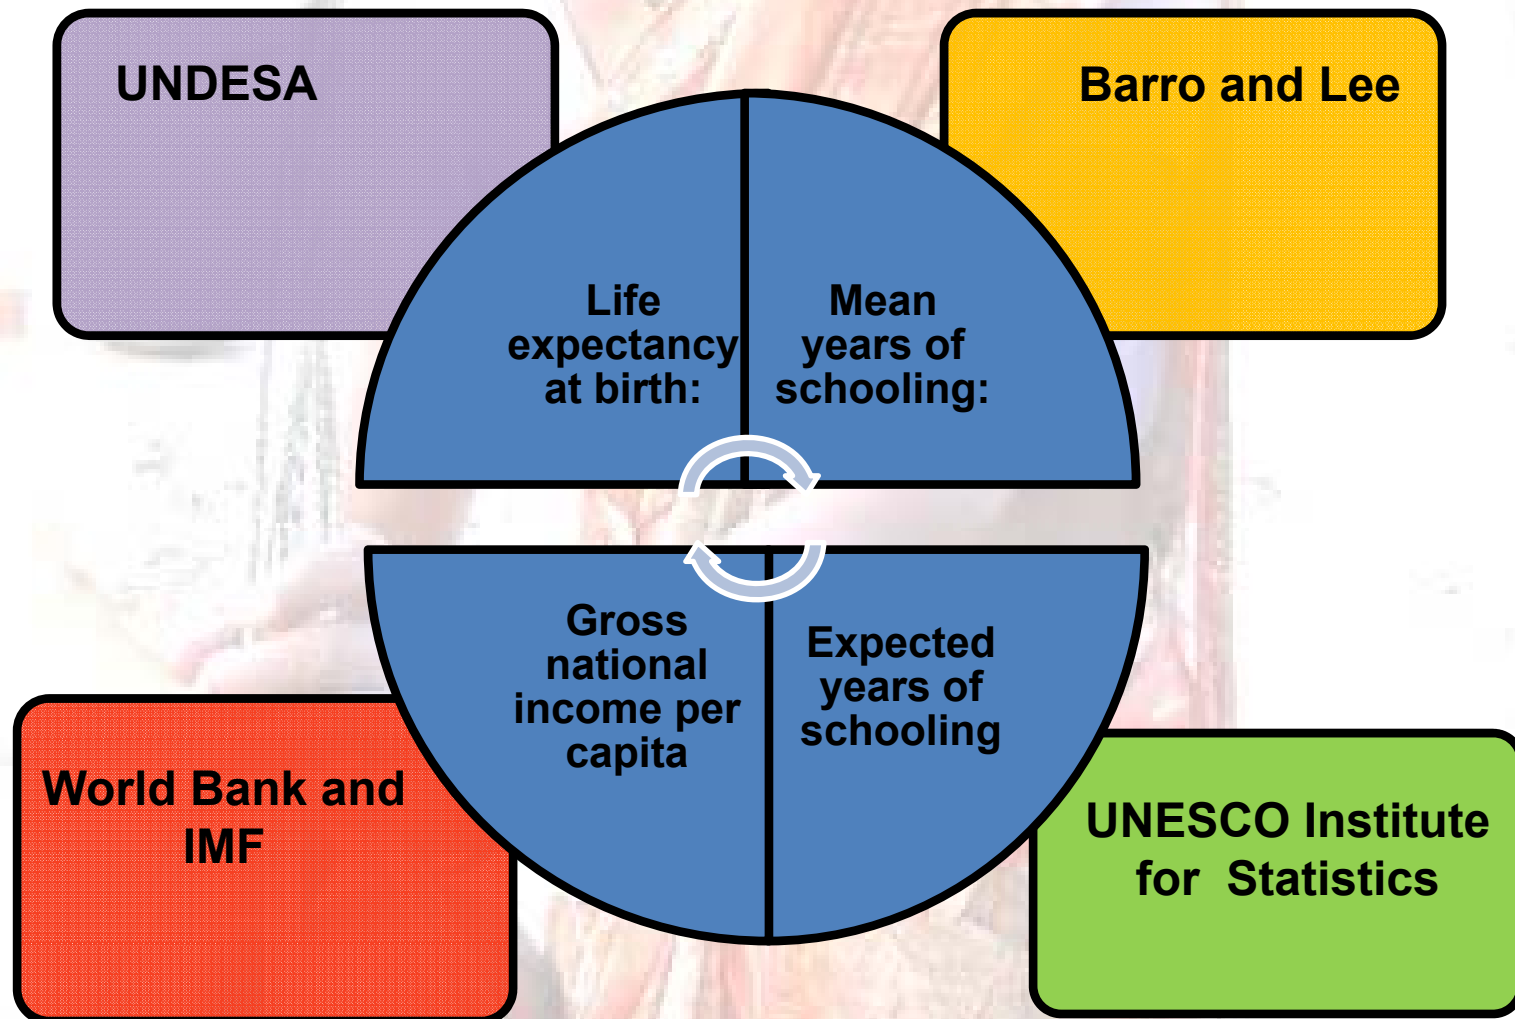 UNDESA
Barro and Lee
Life
expectancy
at birth:
Mean
years of
schooling:
Gross
national
income per
capita
Expected
years of
schooling
World Bank and
IMF
UNESCO Institute
for  Statistics